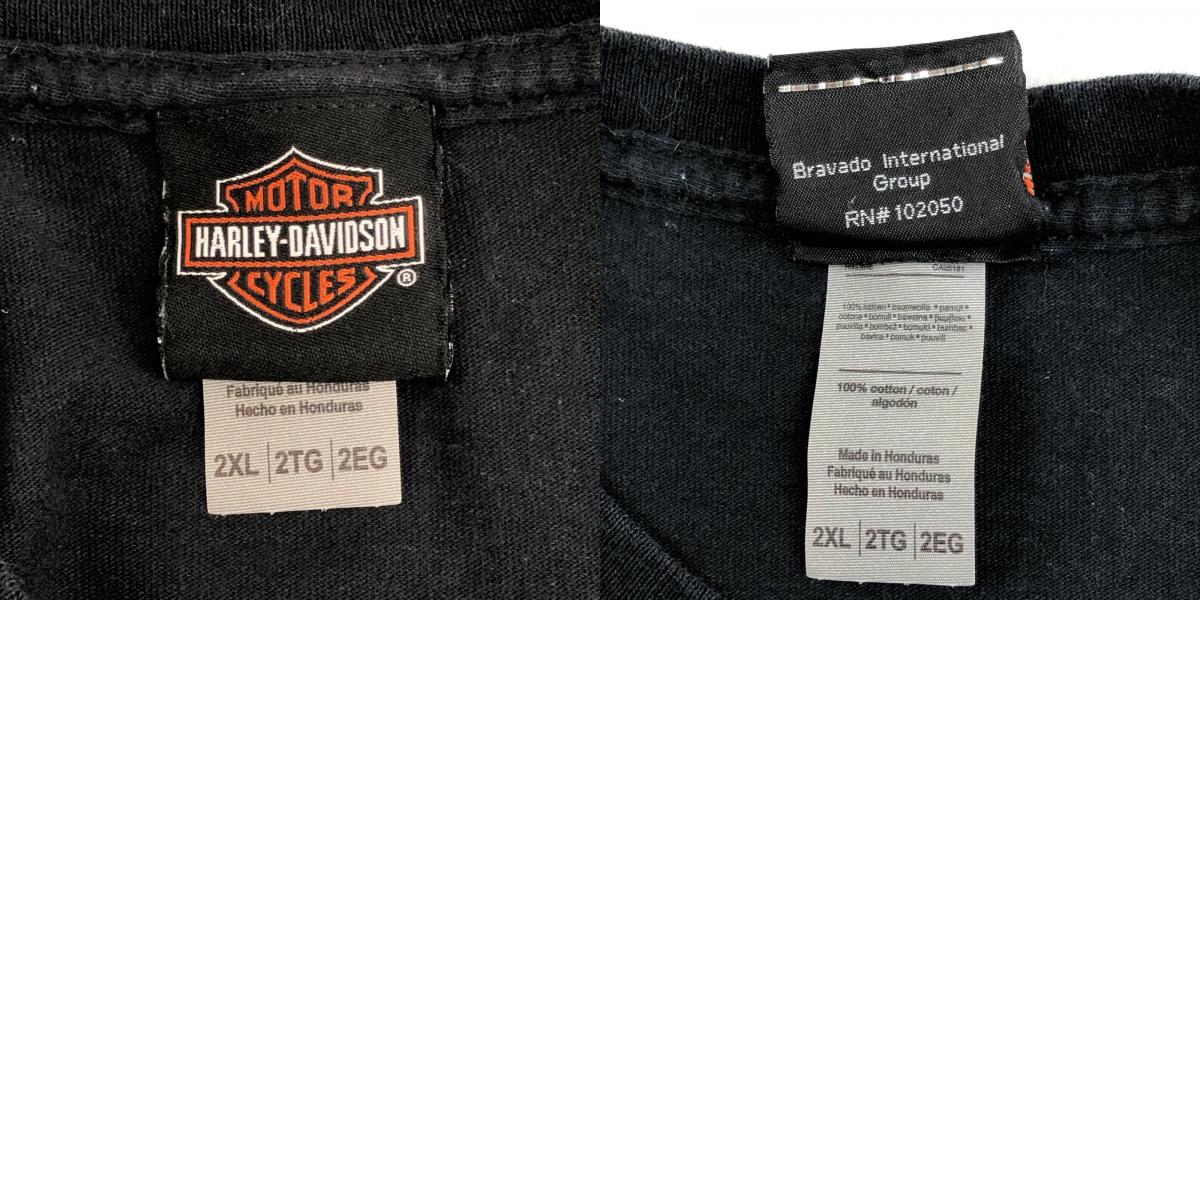 MOTOR
HARLEY-DAVIDSON
CYCLES ®
Fabriqué au Honduras
Hecho en Honduras
2XL | 2TG | 2EG
Bravado International
Group
RN# 102050
100% cotton / coton /
algodón
Made in Honduras
Fabriqué au Honduras
Hecho en Honduras
2XL | 2TG | 2EG